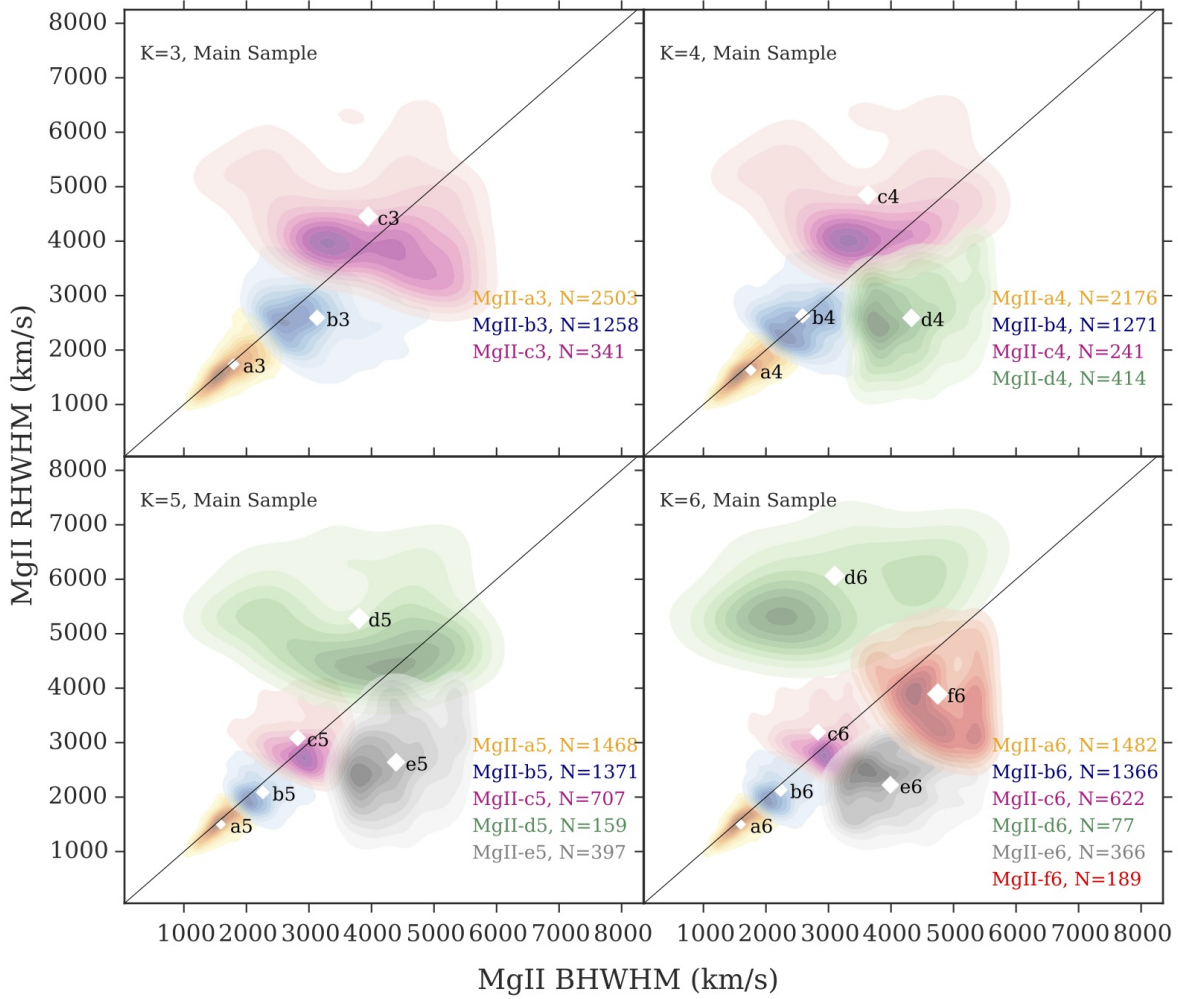 MgII RHWHM (km/s)
8000
7000
6000
5000
4000
3000
2000
1000
K=3, Main Sample
c3
b3
a3
MgII-a3, N=2503
MgII-b3, N=1258
MgII-c3, N=341
K=4, Main Sample
c4
b4
d4
a4
MgII-a4, N=2176
MgII-b4, N=1271
MgII-c4, N=241
MgII-d4, N=414
8000
7000
6000
5000
4000
3000
2000
1000
K=5, Main Sample
d5
c5
e5
b5
a5
MgII-a5, N=1468
MgII-b5, N=1371
MgII-c5, N=707
MgII-d5, N=159
MgII-e5, N=397
K=6, Main Sample
d6
f6
c6
e6
b6
a6
MgII-a6, N=1482
MgII-b6, N=1366
MgII-c6, N=622
MgII-d6, N=77
MgII-e6, N=366
MgII-f6, N=189
1000 2000 3000 4000 5000 6000 7000 8000
1000 2000 3000 4000 5000 6000 7000 8000
MgII BHWHM (km/s)